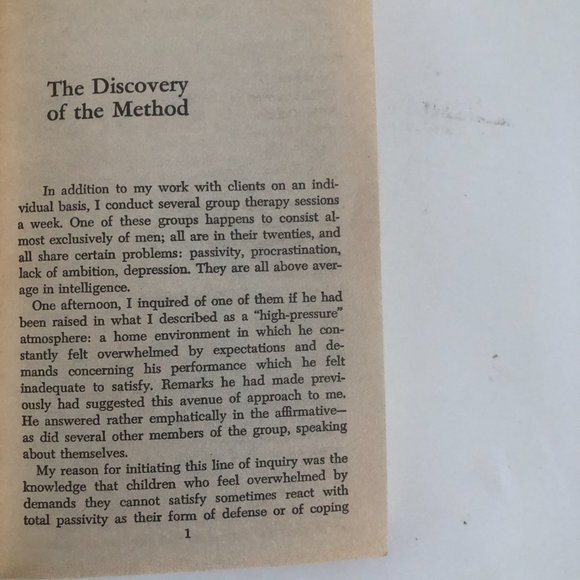 The Discovery
of the Method
In addition to my work with clients on an indi-
vidual basis, I conduct several group therapy sessions
a week. One of these groups happens to consist al-
most exclusively of men; all are in their twenties, and
all share certain problems: passivity, procrastination,
lack of ambition, depression. They are all above aver-
age in intelligence.
One afternoon, I inquired of one of them if he had
been raised in what I described as a “high-pressure”
atmosphere: a home environment in which he con-
stantly felt overwhelmed by expectations and de-
mands concerning his performance which he felt
inadequate to satisfy. Remarks he had made previ-
ously had suggested this avenue of approach to me.
He answered rather emphatically in the affirmative—
as did several other members of the group, speaking
about themselves.
My reason for initiating this line of inquiry was the
knowledge that children who feel overwhelmed by
demands they cannot satisfy sometimes react with
total passivity as their form of defense or of coping
1